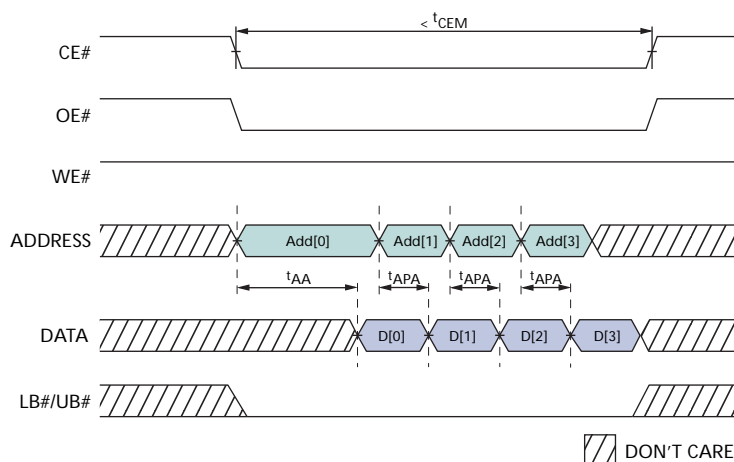 < tCEM
CE#
OE#
WE#
ADDRESS Add[0] Add[1] Add[2] Add[3]
tAA tAPA tAPA tAPA
DATA D[0] D[1] D[2] D[3]
LB#/UB#
DON'T CARE